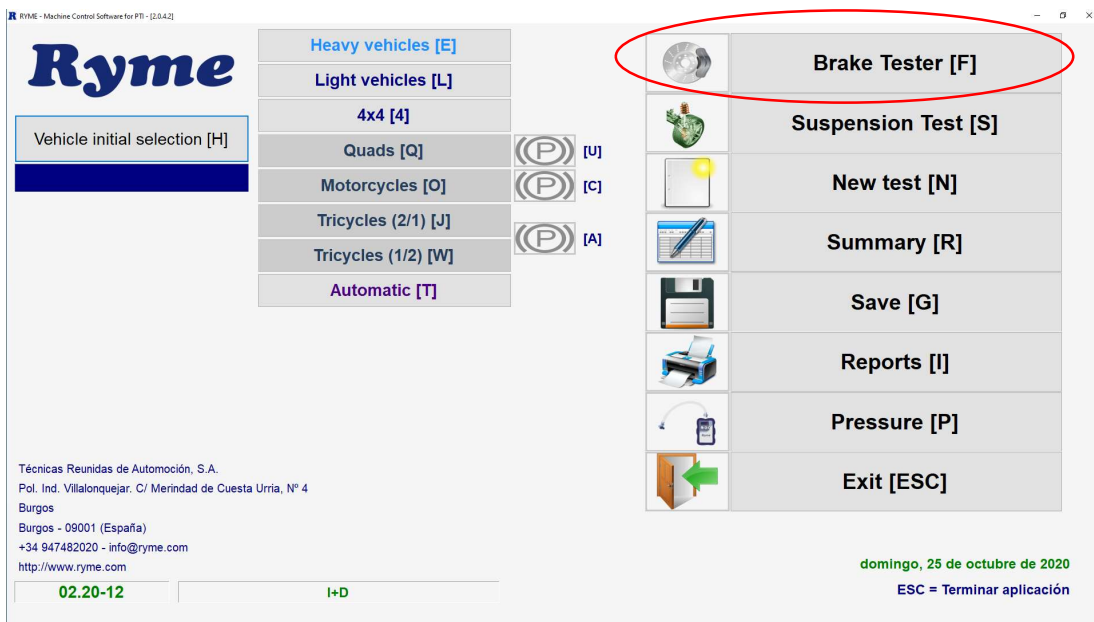 RYME - Machine Control Software for PTI - [2.0.4.2]
Ryme
Vehicle initial selection [H]
Heavy vehicles [E]
Light vehicles [L]
4x4 [4]
Quads [Q]
(P) [U]
Motorcycles [O]
(P) [C]
Tricycles (2/1) [J]
Tricycles (1/2) [W]
(P) [A]
Automatic [T]
Brake Tester [F]
Suspension Test [S]
New test [N]
Summary [R]
Save [G]
Reports [I]
Pressure [P]
Exit [ESC]
Técnicas Reunidas de Automoción, S.A.
Pol. Ind. Villalonquejar. C/ Merindad de Cuesta Urria, Nº 4
Burgos
Burgos - 09001 (España)
+34 947482020 - info@ryme.com
http://www.ryme.com
02.20-12
I+D
domingo, 25 de octubre de 2020
ESC = Terminar aplicación